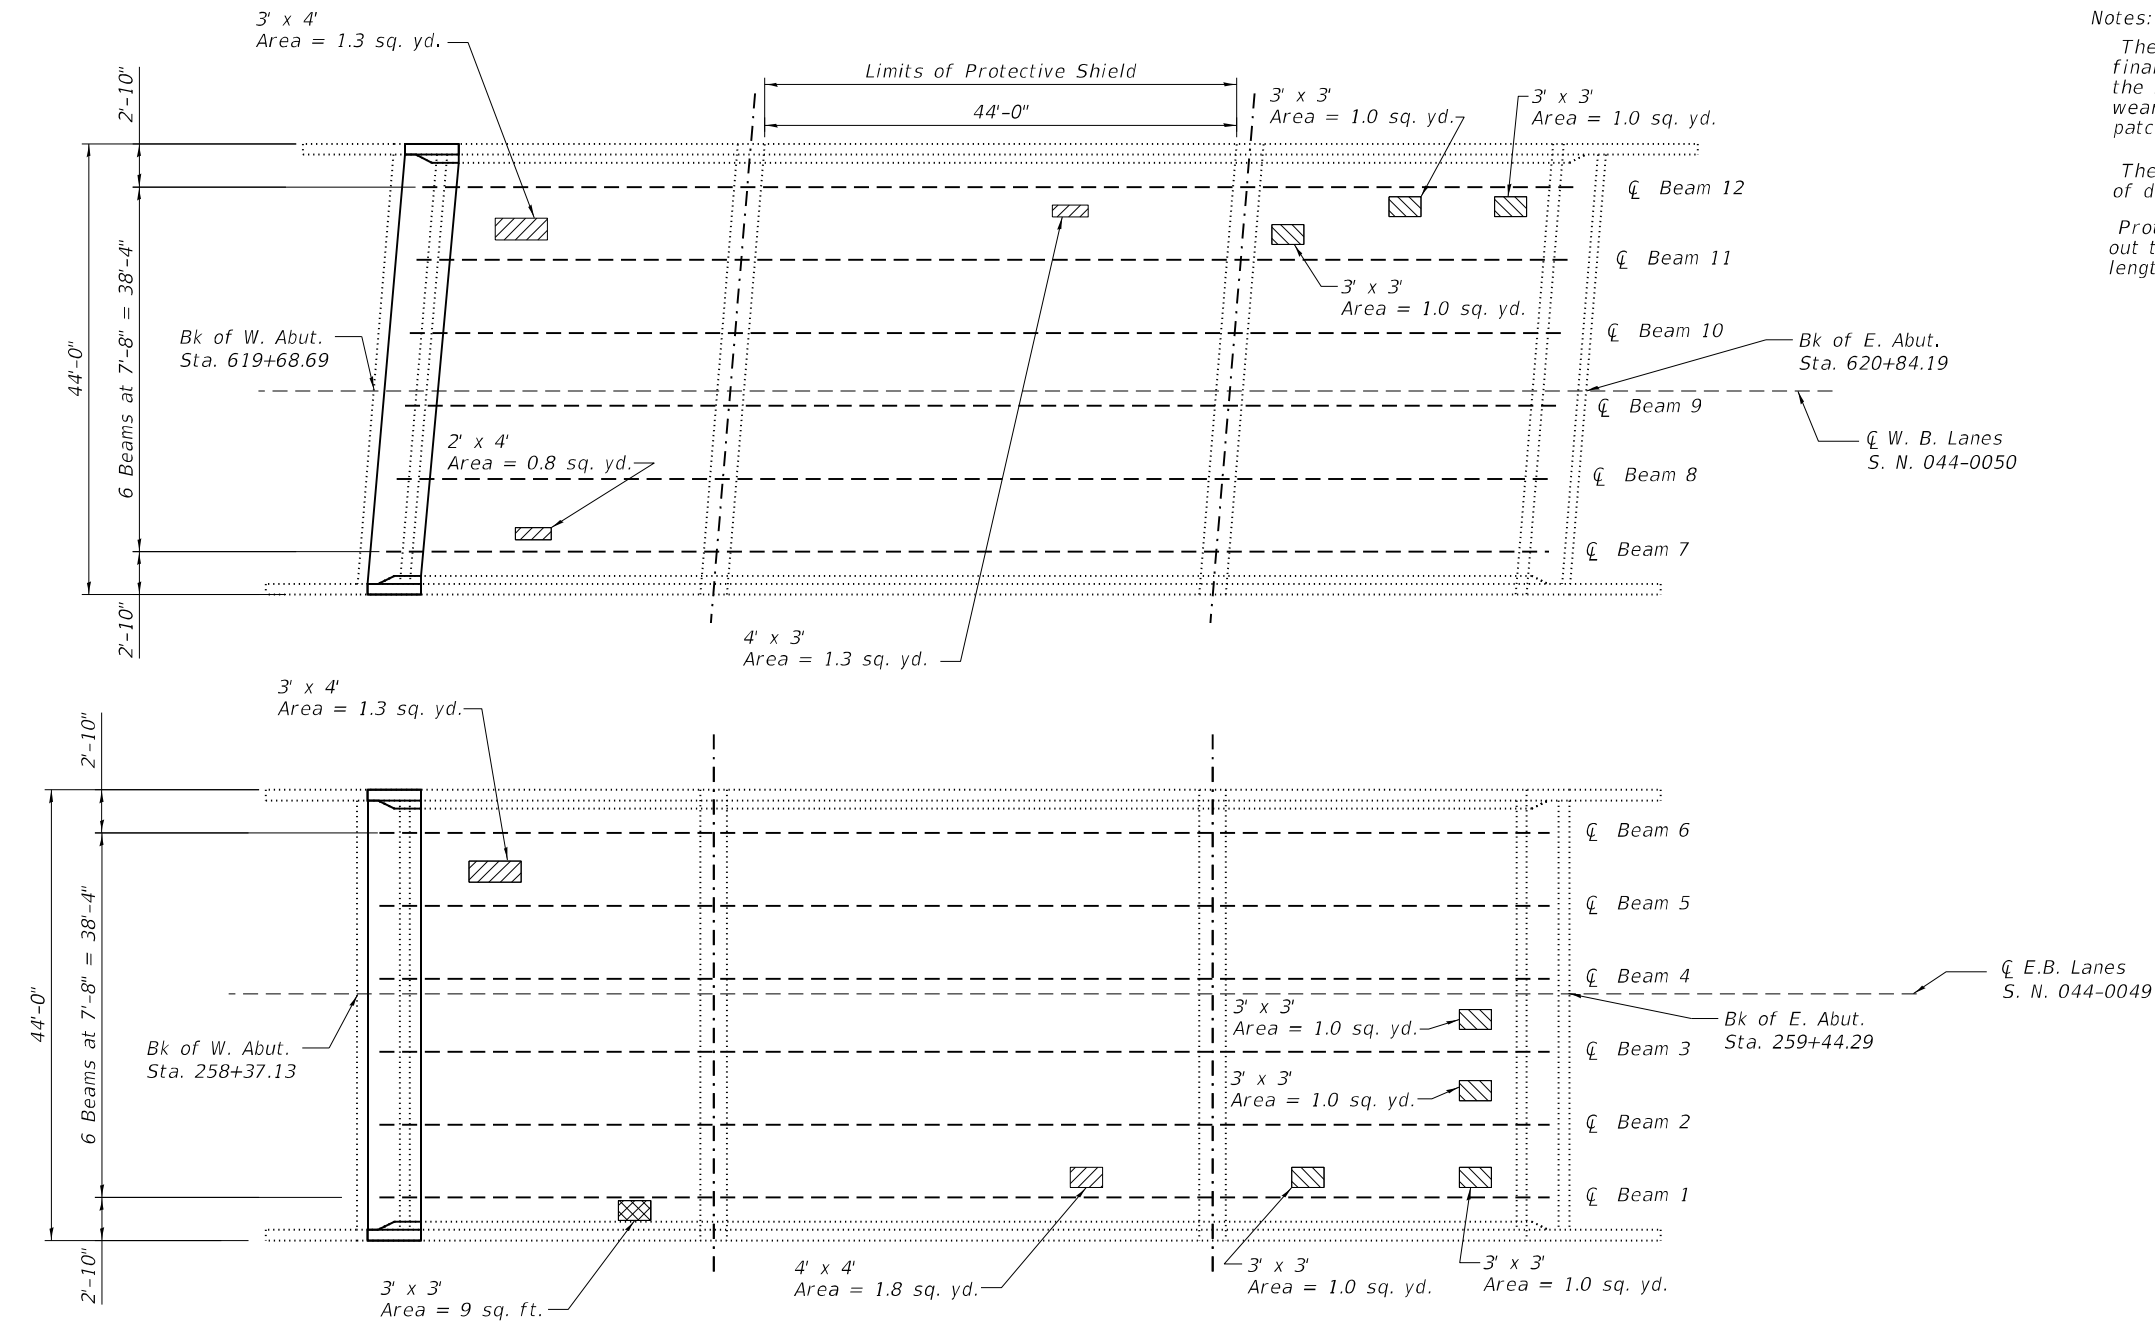 3' x 4'
Area = 1.3 sq. yd.
Limits of Protective Shield
44'-0"
3' x 3'
Area = 1.0 sq. yd.
3' x 3'
Area = 1.0 sq. yd.
Notes:
The
the
of d
out t
2'-10"
44'-0"
6 Beams at 7'-8" = 38'-4"
2'-10"
℄ Beam 12
℄ Beam 11
3' x 3'
Area = 1.0 sq. yd.
℄ Beam 10
Bk of W. Abut.
Sta. 619+68.69
Bk of E. Abut.
Sta. 620+84.19
℄ Beam 9
℄ W. B. Lanes
S. N. 044-0050
2' x 4'
Area = 0.8 sq. yd.
℄ Beam 8
℄ Beam 7
4' x 3'
Area = 1.3 sq. yd.
3' x 4'
Area = 1.3 sq. yd.
2'-10"
44'-0"
6 Beams at 7'-8" = 38'-4"
2'-10"
℄ Beam 6
℄ Beam 5
℄ Beam 4
℄ E.B. Lanes
S. N. 044-0049
3' x 3'
Area = 1.0 sq. yd.
Bk of E. Abut.
Sta. 259+44.29
Bk of W. Abut.
Sta. 258+37.13
℄ Beam 3
3' x 3'
Area = 1.0 sq. yd.
℄ Beam 2
℄ Beam 1
3' x 3'
Area = 9 sq. ft.
4' x 4'
Area = 1.8 sq. yd.
3' x 3'
Area = 1.0 sq. yd.
3' x 3'
Area = 1.0 sq. yd.